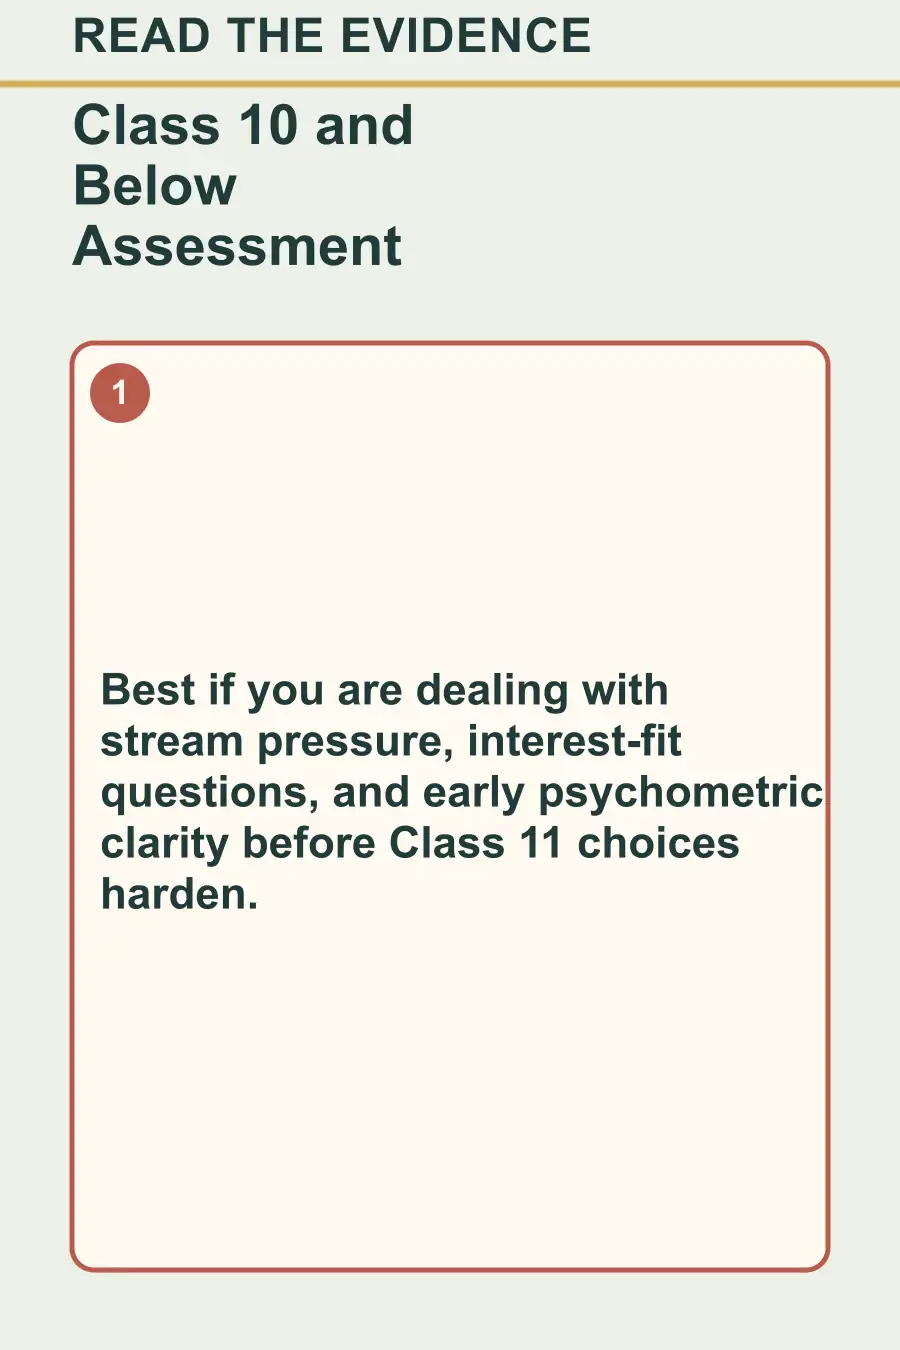 READ THE EVIDENCE
Class 10 and
Below
Assessment
1
Best if you are dealing with
stream pressure, interest-fit
questions, and early psychometric
clarity before Class 11 choices
harden.